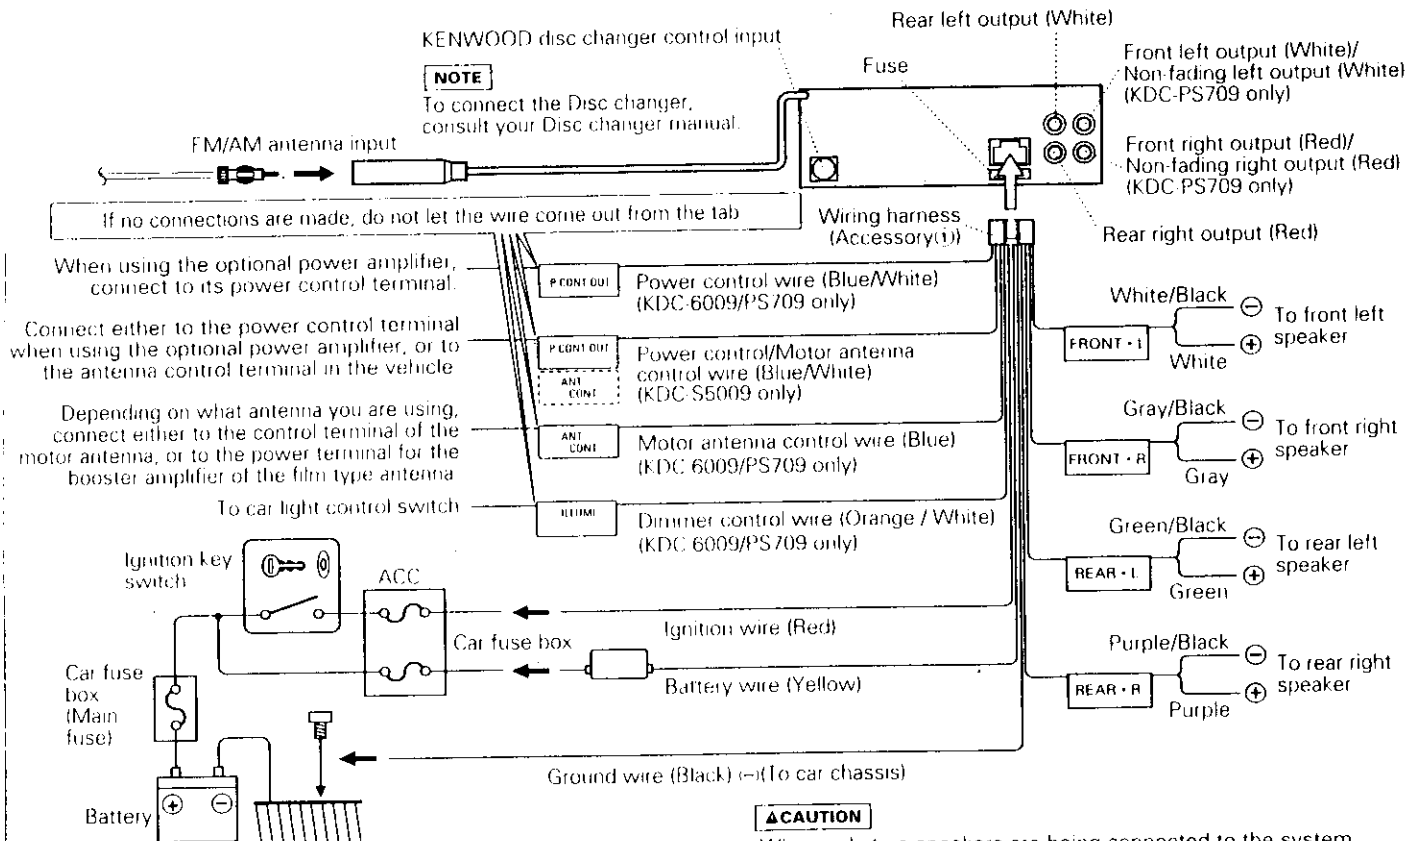 Rear left output (White)
KENWOOD disc changer control input
Fuse
Front left output (White)/
Non-fading left output (White)
(KDC-PS709 only)
NOTE
To connect the Disc changer,
consult your Disc changer manual.
FM/AM antenna input
Front right output (Red)/
Non-fading right output (Red)
(KDC-PS709 only)
If no connections are made, do not let the wire come out from the tab
Wiring harness
(Accessory①)
Rear right output (Red)
When using the optional power amplifier,
connect to its power control terminal.
P CONT OUT
Power control wire (Blue/White)
(KDC-6009/PS709 only)
Connect either to the power control terminal
when using the optional power amplifier, or to
the antenna control terminal in the vehicle
P CONT OUT
ANT
CONT
Power control/Motor antenna
control wire (Blue/White)
(KDC-S5009 only)
Depending on what antenna you are using,
connect either to the control terminal of the
motor antenna, or to the power terminal for the
booster amplifier of the film type antenna
ANT
CONT
Motor antenna control wire (Blue)
(KDC 6009/PS709 only)
To car light control switch
ILLUMI
Dimmer control wire (Orange / White)
(KDC 6009/PS709 only)
White/Black
⊖
FRONT • L
To front left
speaker
⊕
White
Gray/Black
⊖
FRONT • R
To front right
speaker
⊕
Gray
Green/Black
⊖
REAR • L
To rear left
speaker
⊕
Green
Purple/Black
⊖
REAR • R
To rear right
speaker
⊕
Purple
Ignition key
switch
ACC
Ignition wire (Red)
Car fuse box
Battery wire (Yellow)
Car fuse
box
(Main
fuse)
Ground wire (Black) ⊖(To car chassis)
Battery
⊕ ⊖
⚠CAUTION